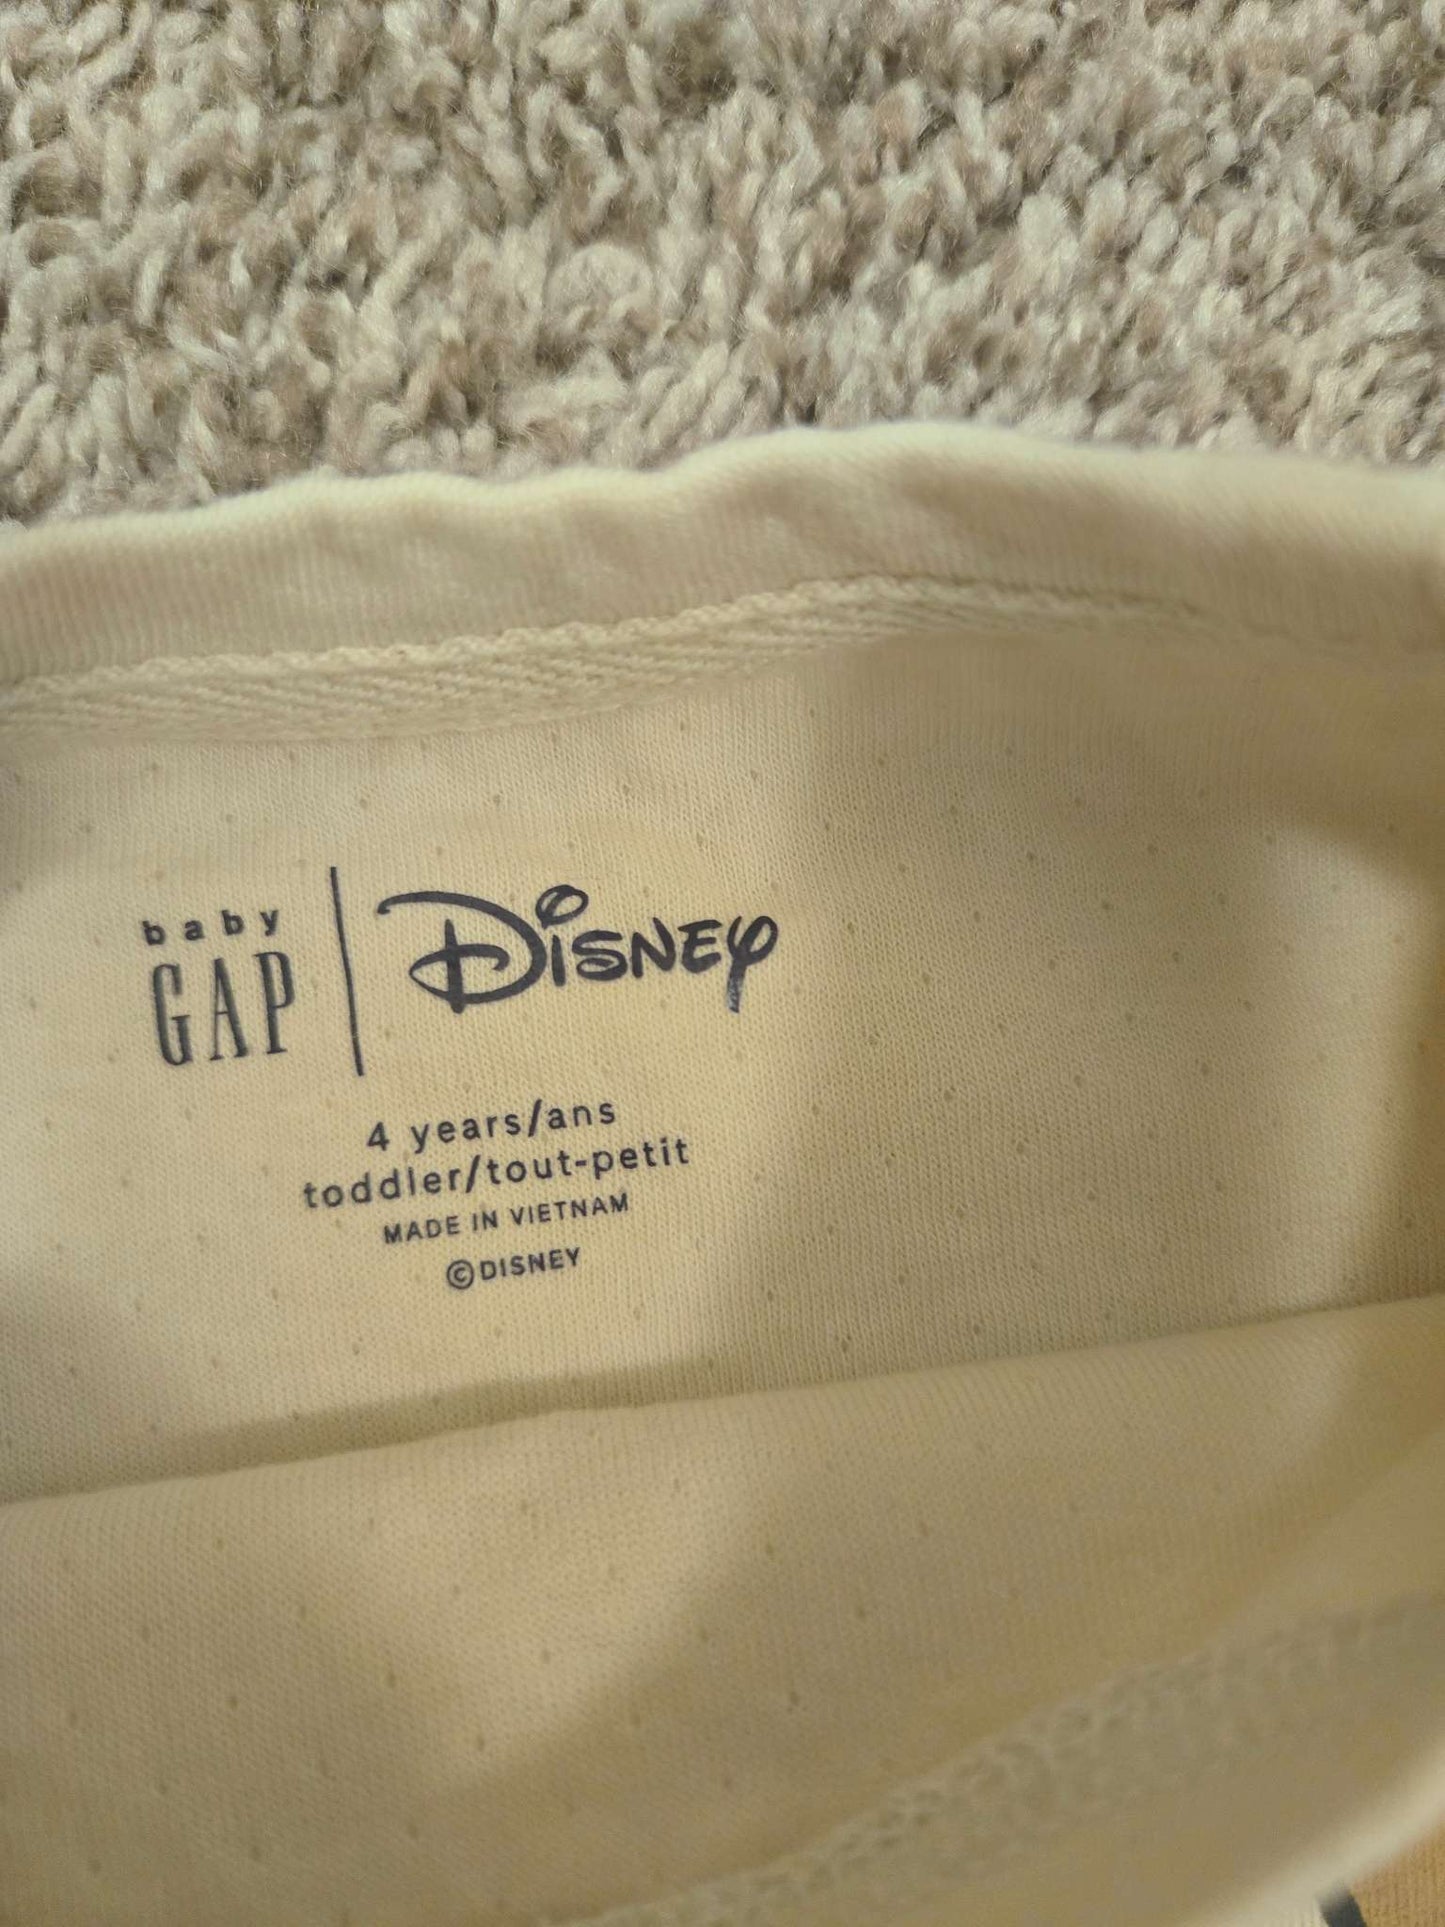 baby
GAP
Disney
4 years/ans
toddler/tout-petit
MADE IN VIETNAM
©DISNEY